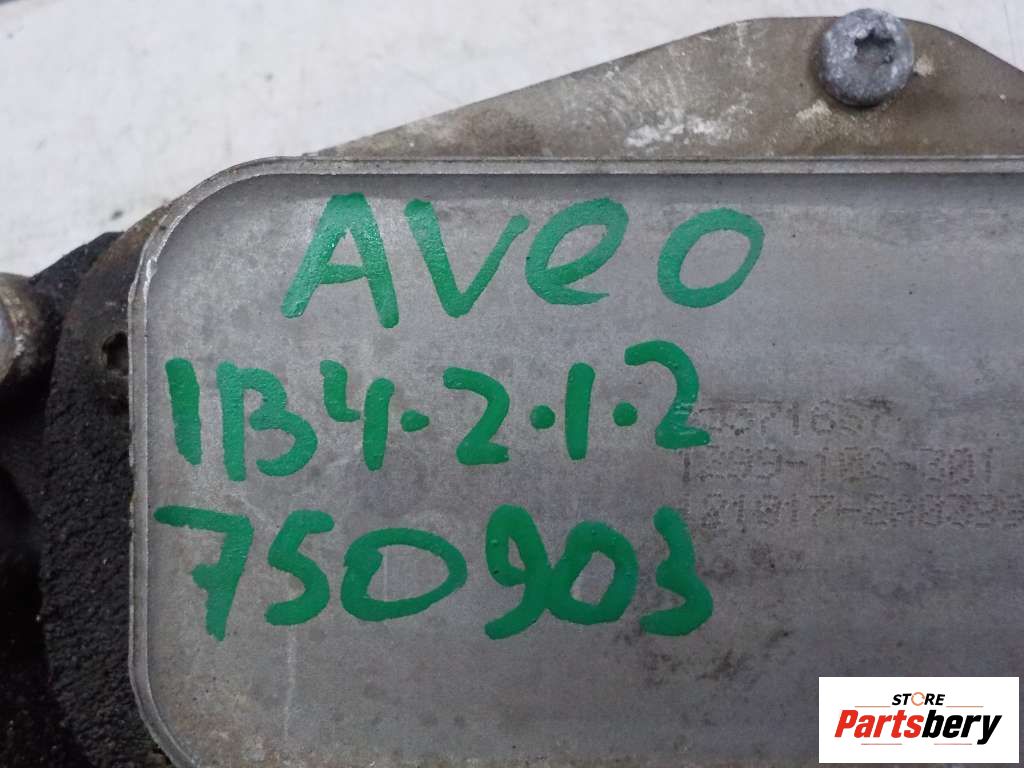 AVeo
1B4.2.1.2
750903
STORE
Partsbery